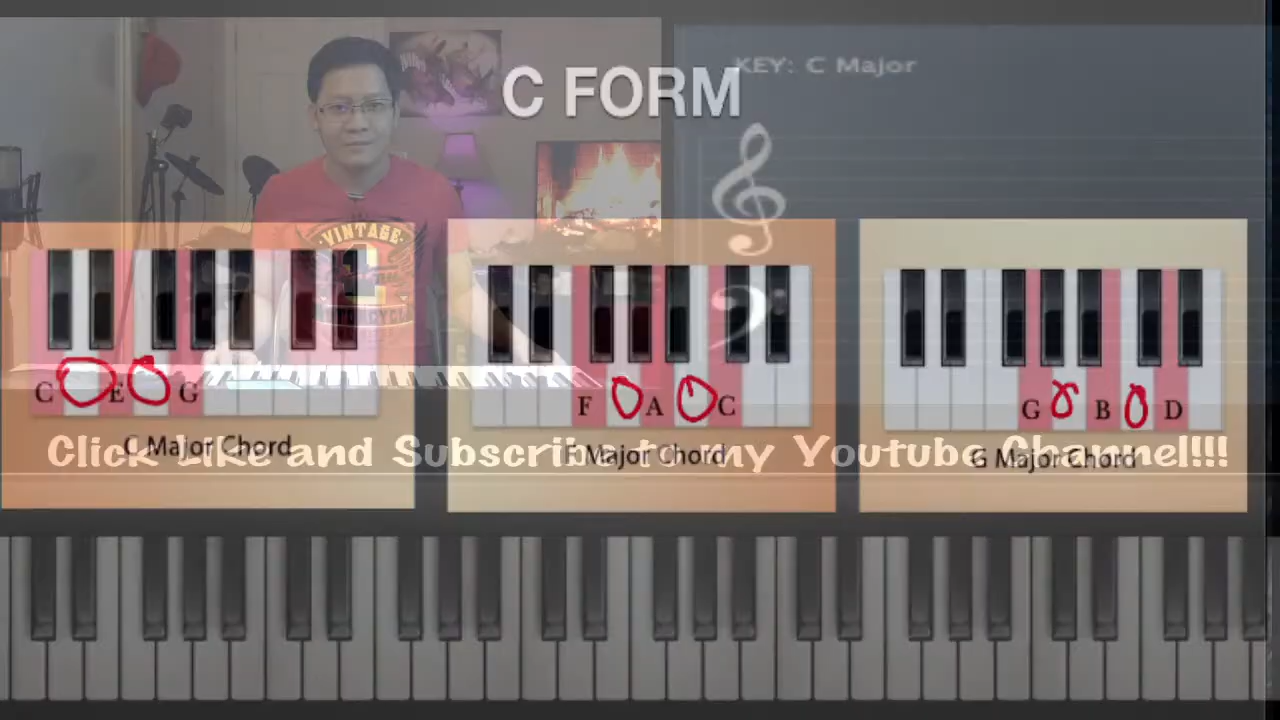 KEY: C Major
C FORM
VINTAGE
C E G
F A C
G B D
C Major Chord
F Major Chord
G Major Chord
Click Like and Subscribe to my Youtube Channel!!!